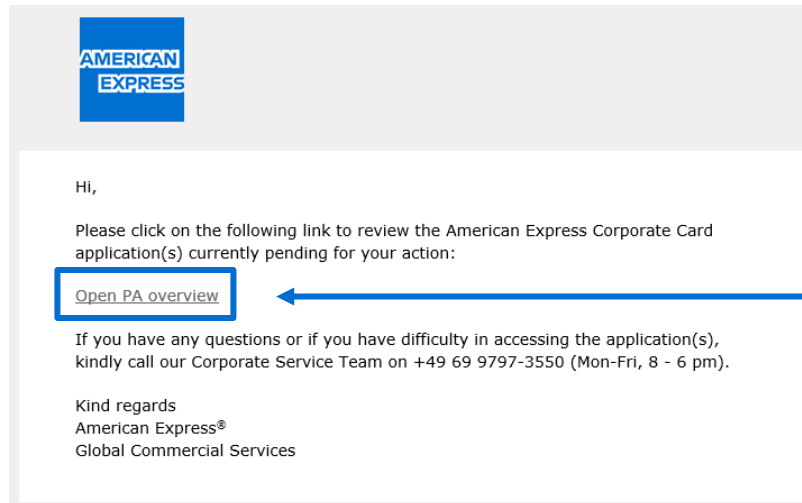 AMERICAN
EXPRESS
Hi,
Please click on the following link to review the American Express Corporate Card
application(s) currently pending for your action:
Open PA overview
If you have any questions or if you have difficulty in accessing the application(s),
kindly call our Corporate Service Team on +49 69 9797-3550 (Mon-Fri, 8 - 6 pm).
Kind regards
American Express®
Global Commercial Services